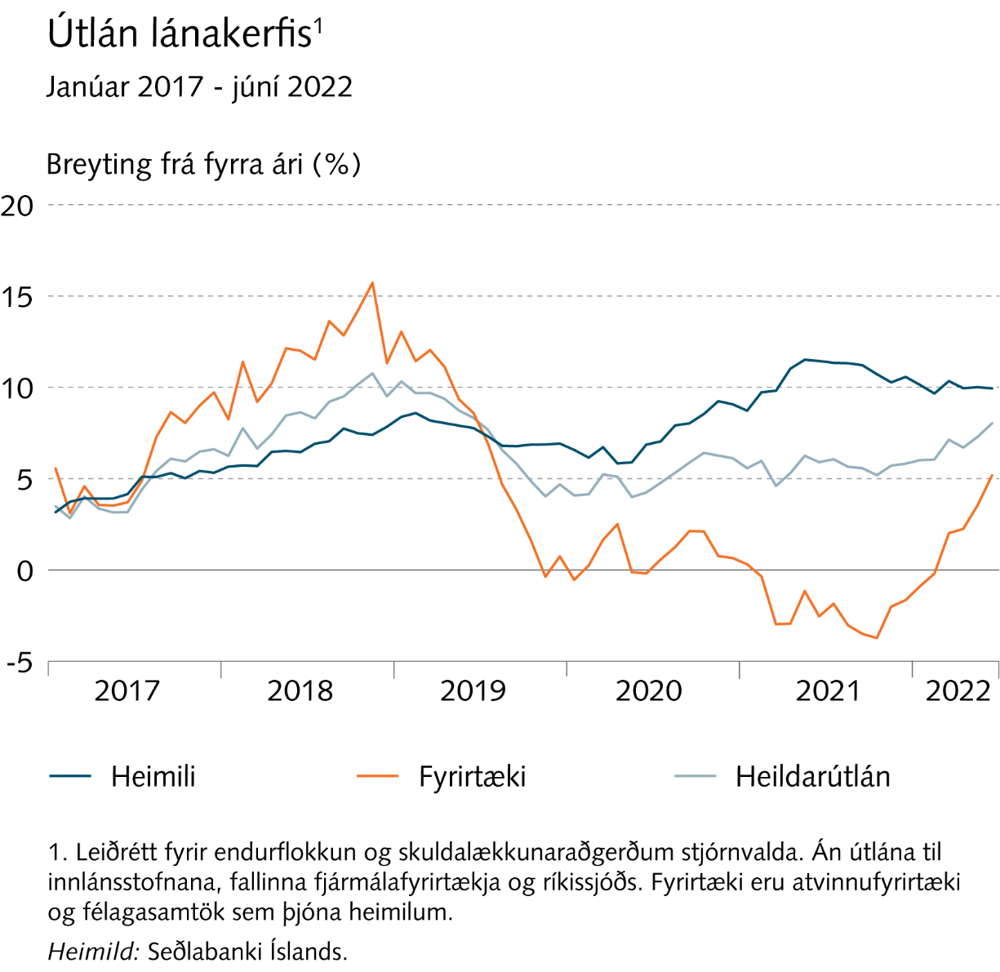 Útlán lánakerfis¹
Janúar 2017 - júní 2022
Breyting frá fyrra ári (%)
20
15
10
5
0
-5
2017 2018 2019 2020 2021 2022
Heimili Fyrirtæki Heildarútlán
1. Leiðrétt fyrir endurflokkun og skuldalækkunaraðgerðum stjórnvalda. Án útlána til
innlánsstofnana, fallinna fjármálafyrirtækja og ríkissjóðs. Fyrirtæki eru atvinnufyrirtæki
og félagasamtök sem þjóna heimilum.
Heimild: Seðlabanki Íslands.